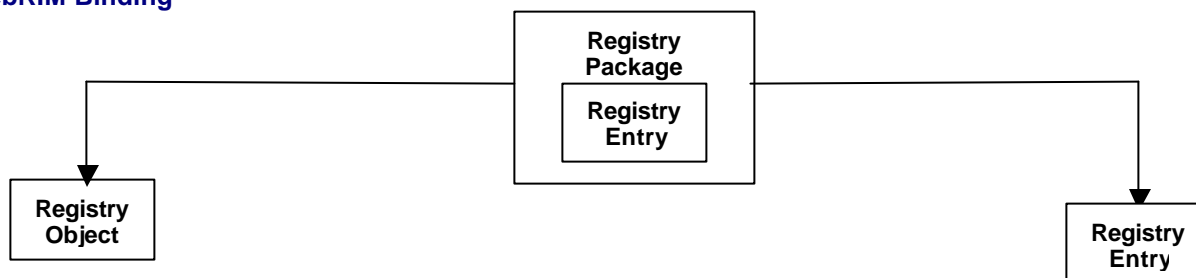 bRIM Binding
Registry
Package
Registry
Entry
Registry
Object
Registry
Entry